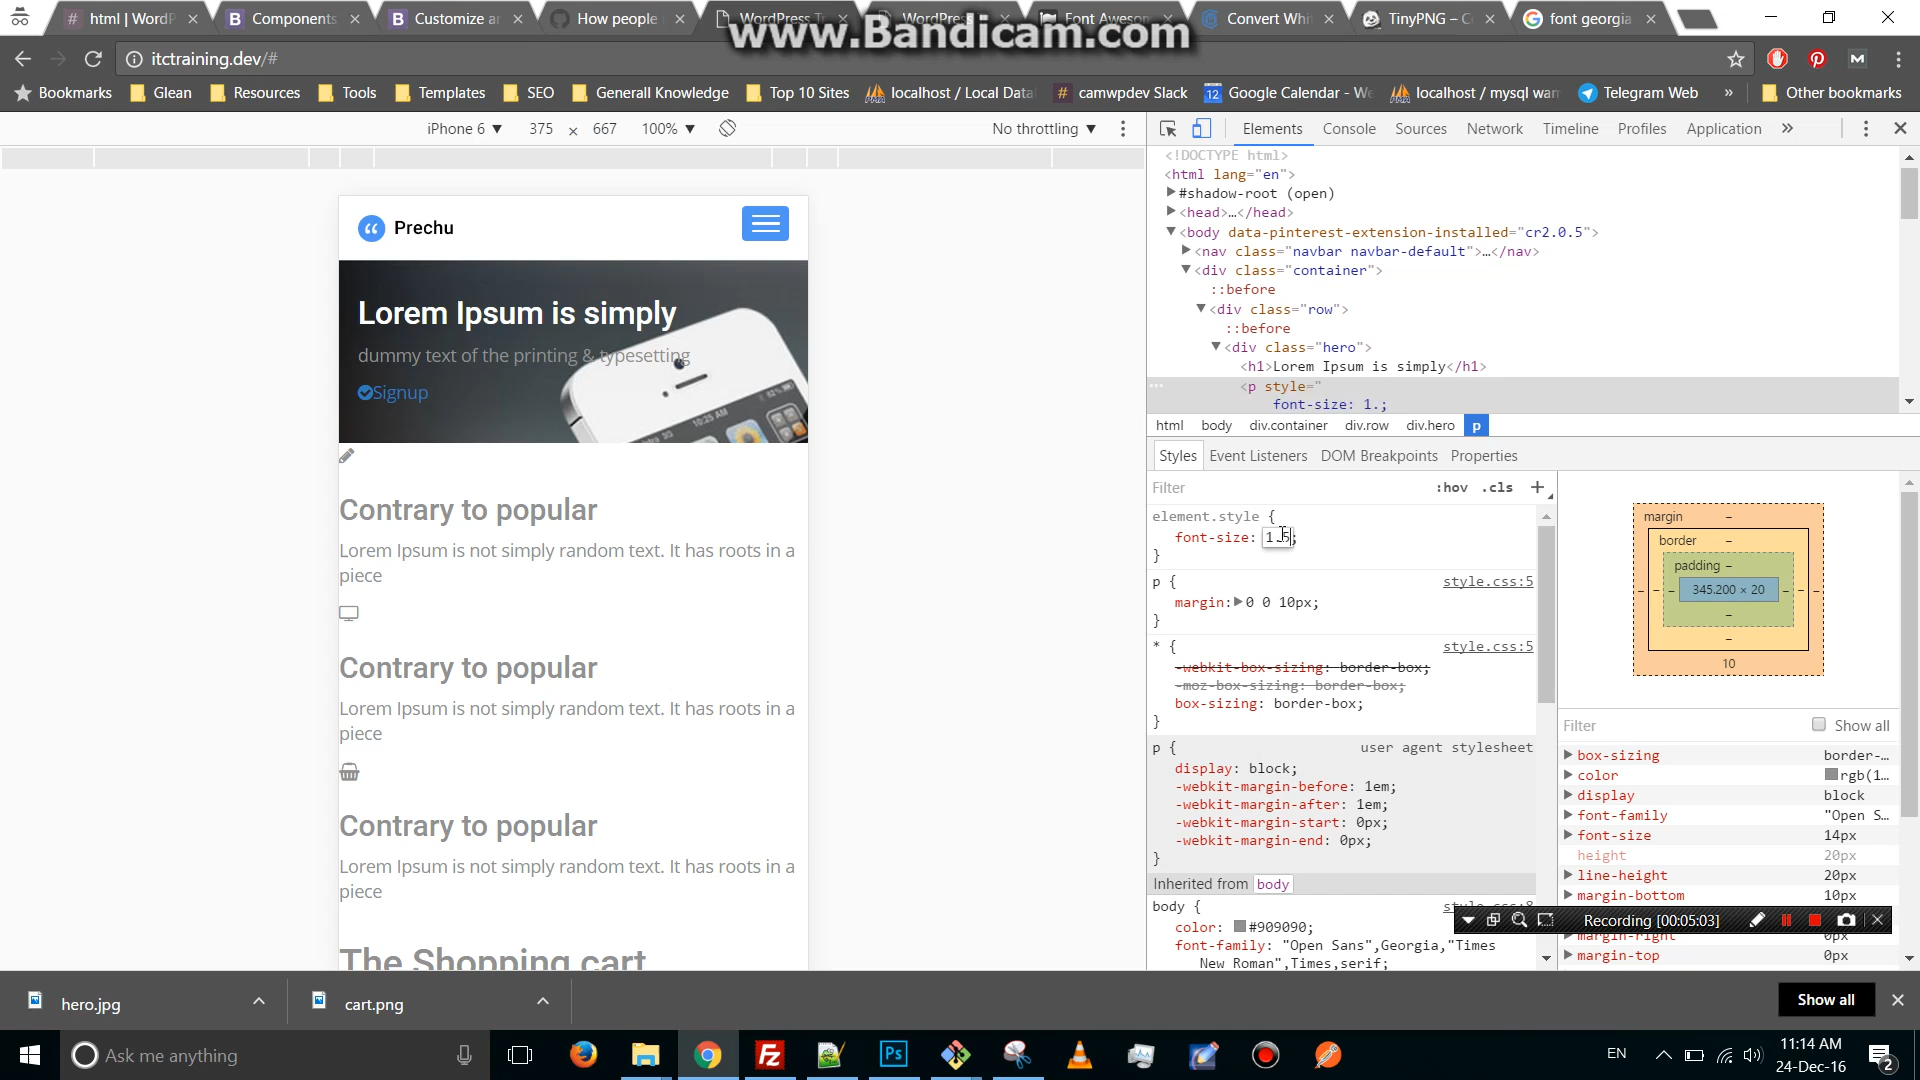 html | WordP
Components
Customize an
How people
WordPress Tr
WordPress
Font Awesom
Convert Whi
TinyPNG – Co
font georgia
www.Bandicam.com
itctraining.dev/#
Bookmarks
Glean
Resources
Tools
Templates
SEO
Generall Knowledge
Top 10 Sites
localhost / Local Data
camwpdev Slack
Google Calendar - We
localhost / mysql wam
Telegram Web
»
Other bookmarks
iPhone 6 ▼ 375 × 667 100% ▼
No throttling ▼
Elements Console Sources Network Timeline Profiles Application »
Prechu
Lorem Ipsum is simply
dummy text of the printing & typesetting
Signup
Contrary to popular
Lorem Ipsum is not simply random text. It has roots in a
piece
Contrary to popular
Lorem Ipsum is not simply random text. It has roots in a
piece
Contrary to popular
Lorem Ipsum is not simply random text. It has roots in a
piece
The Shopping cart
<!DOCTYPE html>
<html lang="en">
#shadow-root (open)
<head>…</head>
<body data-pinterest-extension-installed="cr2.0.5">
<nav class="navbar navbar-default">…</nav>
<div class="container">
::before
<div class="row">
::before
<div class="hero">
<h1>Lorem Ipsum is simply</h1>
<p style="
font-size: 1.;
html body div.container div.row div.hero p
Styles Event Listeners DOM Breakpoints Properties
Filter :hov .cls +
element.style {
font-size: 1.5;
}
p { style.css:5
margin: 0 0 10px;
}
* { style.css:5
-webkit-box-sizing: border-box;
-moz-box-sizing: border-box;
box-sizing: border-box;
}
p { user agent stylesheet
display: block;
-webkit-margin-before: 1em;
-webkit-margin-after: 1em;
-webkit-margin-start: 0px;
-webkit-margin-end: 0px;
}
Inherited from body
body {
color: #909090;
font-family: "Open Sans",Georgia,"Times
New Roman",Times,serif;
margin –
border –
padding –
345.200 × 20
–
–
10
Filter Show all
box-sizing border-…
color rgb(1…
display block
font-family "Open S…
font-size 14px
height 20px
line-height 20px
margin-bottom 10px
margin-right 0px
margin-top 0px
Recording [00:05:03]
hero.jpg
cart.png
Show all
Ask me anything
EN
11:14 AM
24-Dec-16
2